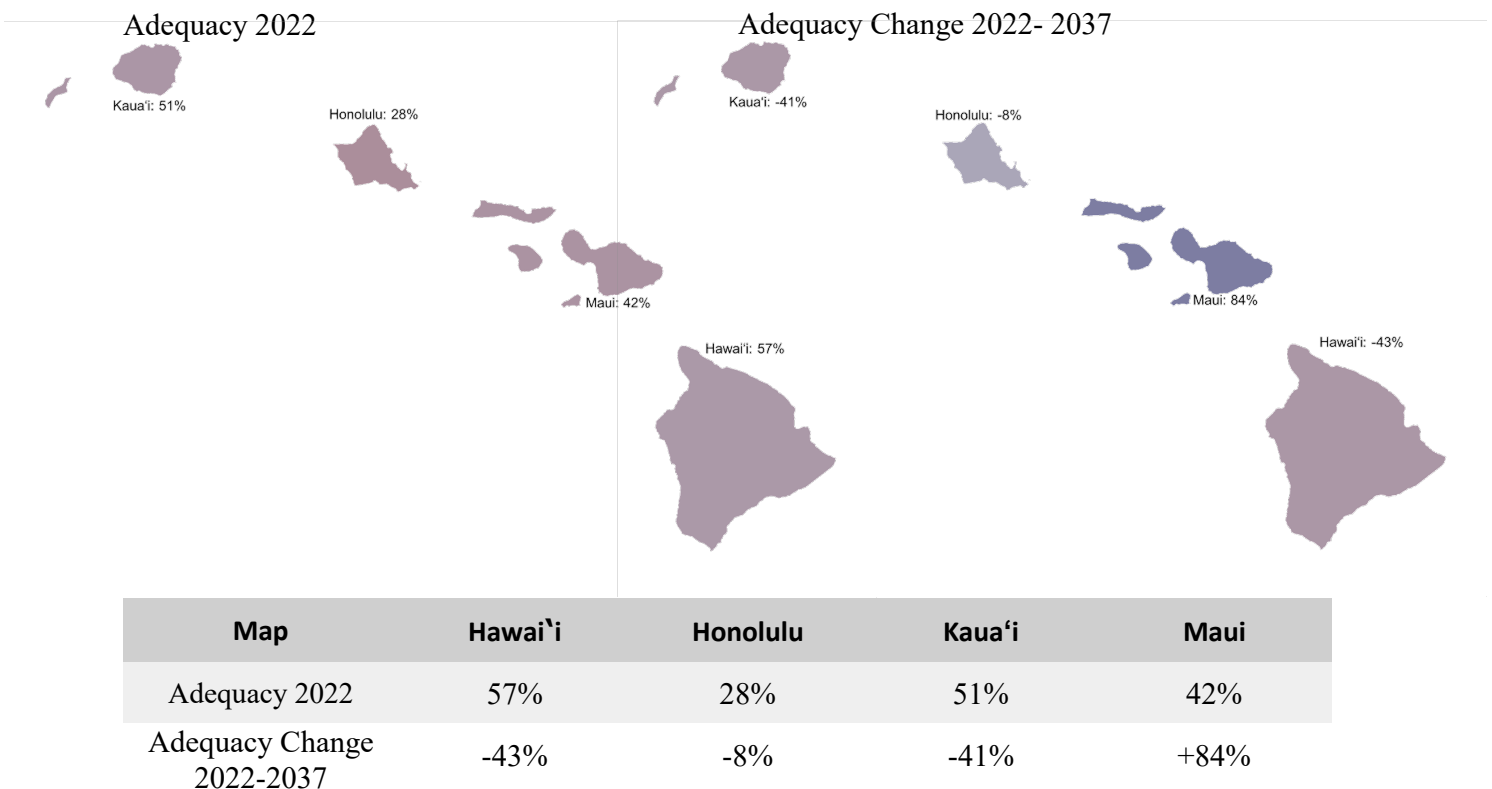 Adequacy 2022
Adequacy Change 2022- 2037
Kaua'i: 51%
Honolulu: 28%
Maui: 42%
Hawai'i: 57%
Kaua'i: -41%
Honolulu: -8%
Maui: 84%
Hawai'i: -43%
Map Hawai‵i Honolulu Kauaʻi Maui
Adequacy 2022 57% 28% 51% 42%
Adequacy Change
2022-2037 -43% -8% -41% +84%